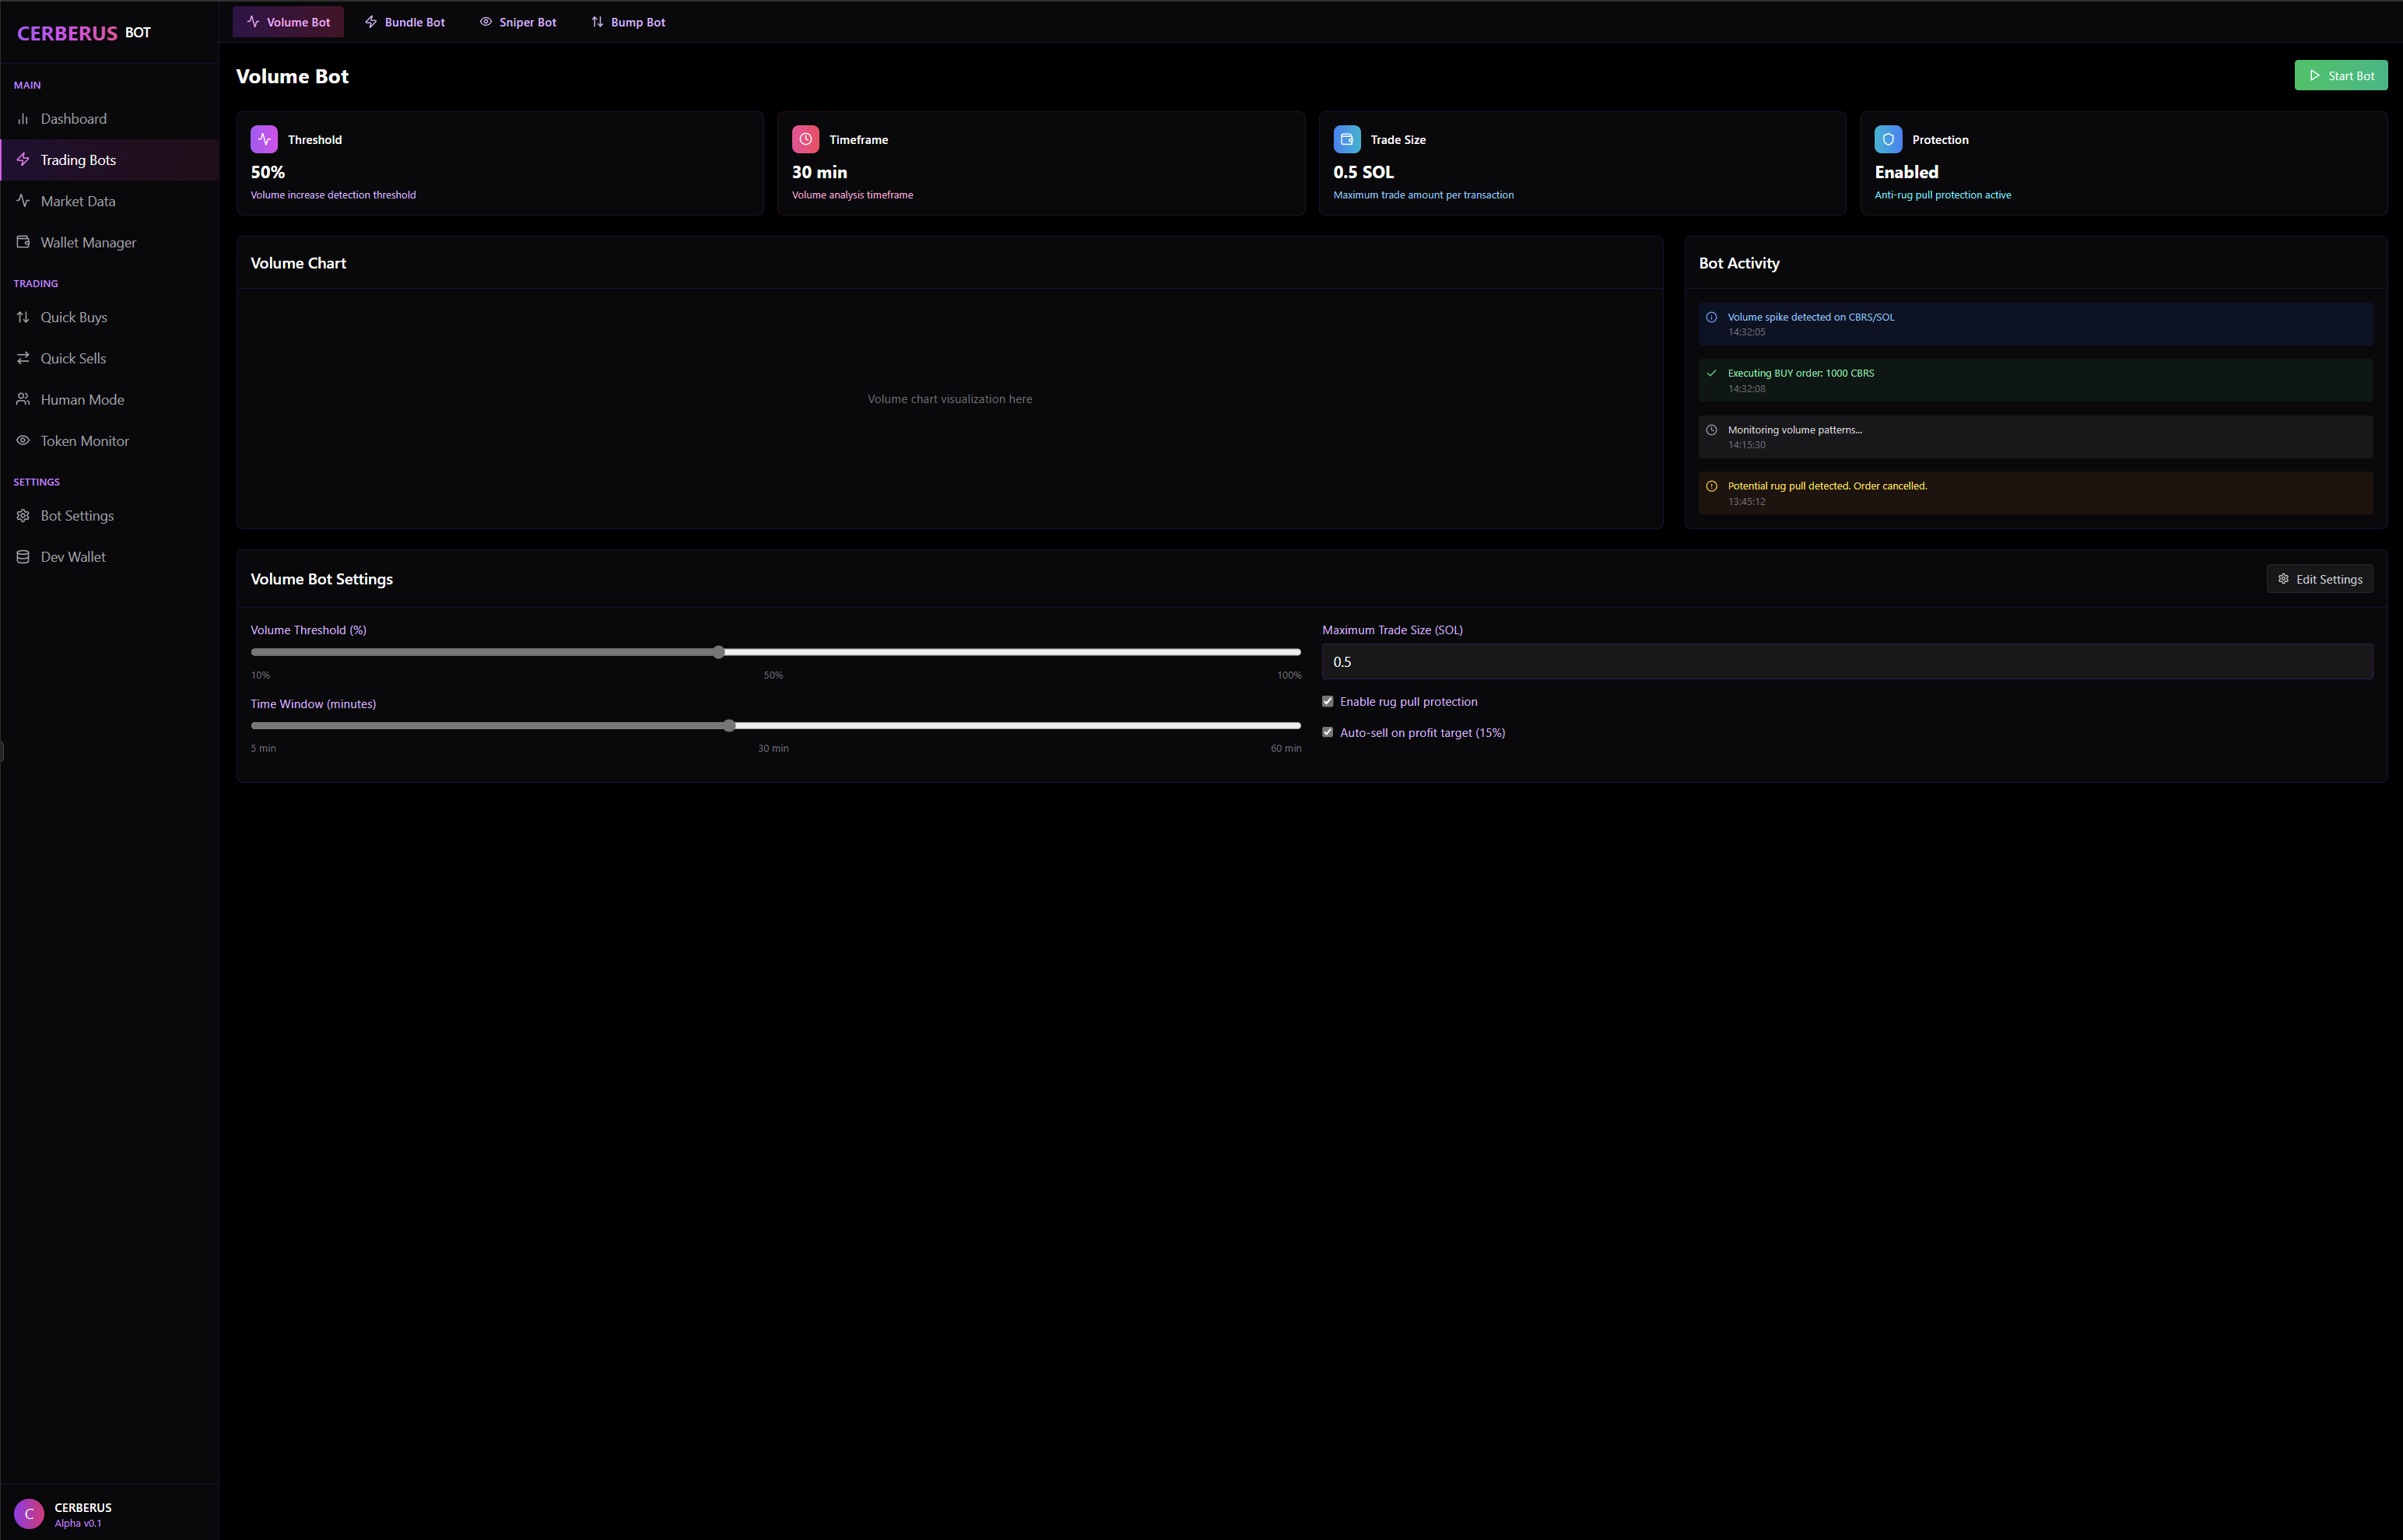 CERBERUS BOT
Volume Bot
Bundle Bot
Sniper Bot
Bump Bot
MAIN
Dashboard
Trading Bots
Market Data
Wallet Manager
TRADING
Quick Buys
Quick Sells
Human Mode
Token Monitor
SETTINGS
Bot Settings
Dev Wallet
C
CERBERUS
Alpha v0.1
Volume Bot
Start Bot
Threshold
50%
Volume increase detection threshold
Timeframe
30 min
Volume analysis timeframe
Trade Size
0.5 SOL
Maximum trade amount per transaction
Protection
Enabled
Anti-rug pull protection active
Volume Chart
Volume chart visualization here
Bot Activity
Volume spike detected on CBRS/SOL
14:32:05
Executing BUY order: 1000 CBRS
14:32:08
Monitoring volume patterns...
14:15:30
Potential rug pull detected. Order cancelled.
13:45:12
Volume Bot Settings
Edit Settings
Volume Threshold (%)
10% 50% 100%
Time Window (minutes)
5 min 30 min 60 min
Maximum Trade Size (SOL)
0.5
Enable rug pull protection
Auto-sell on profit target (15%)